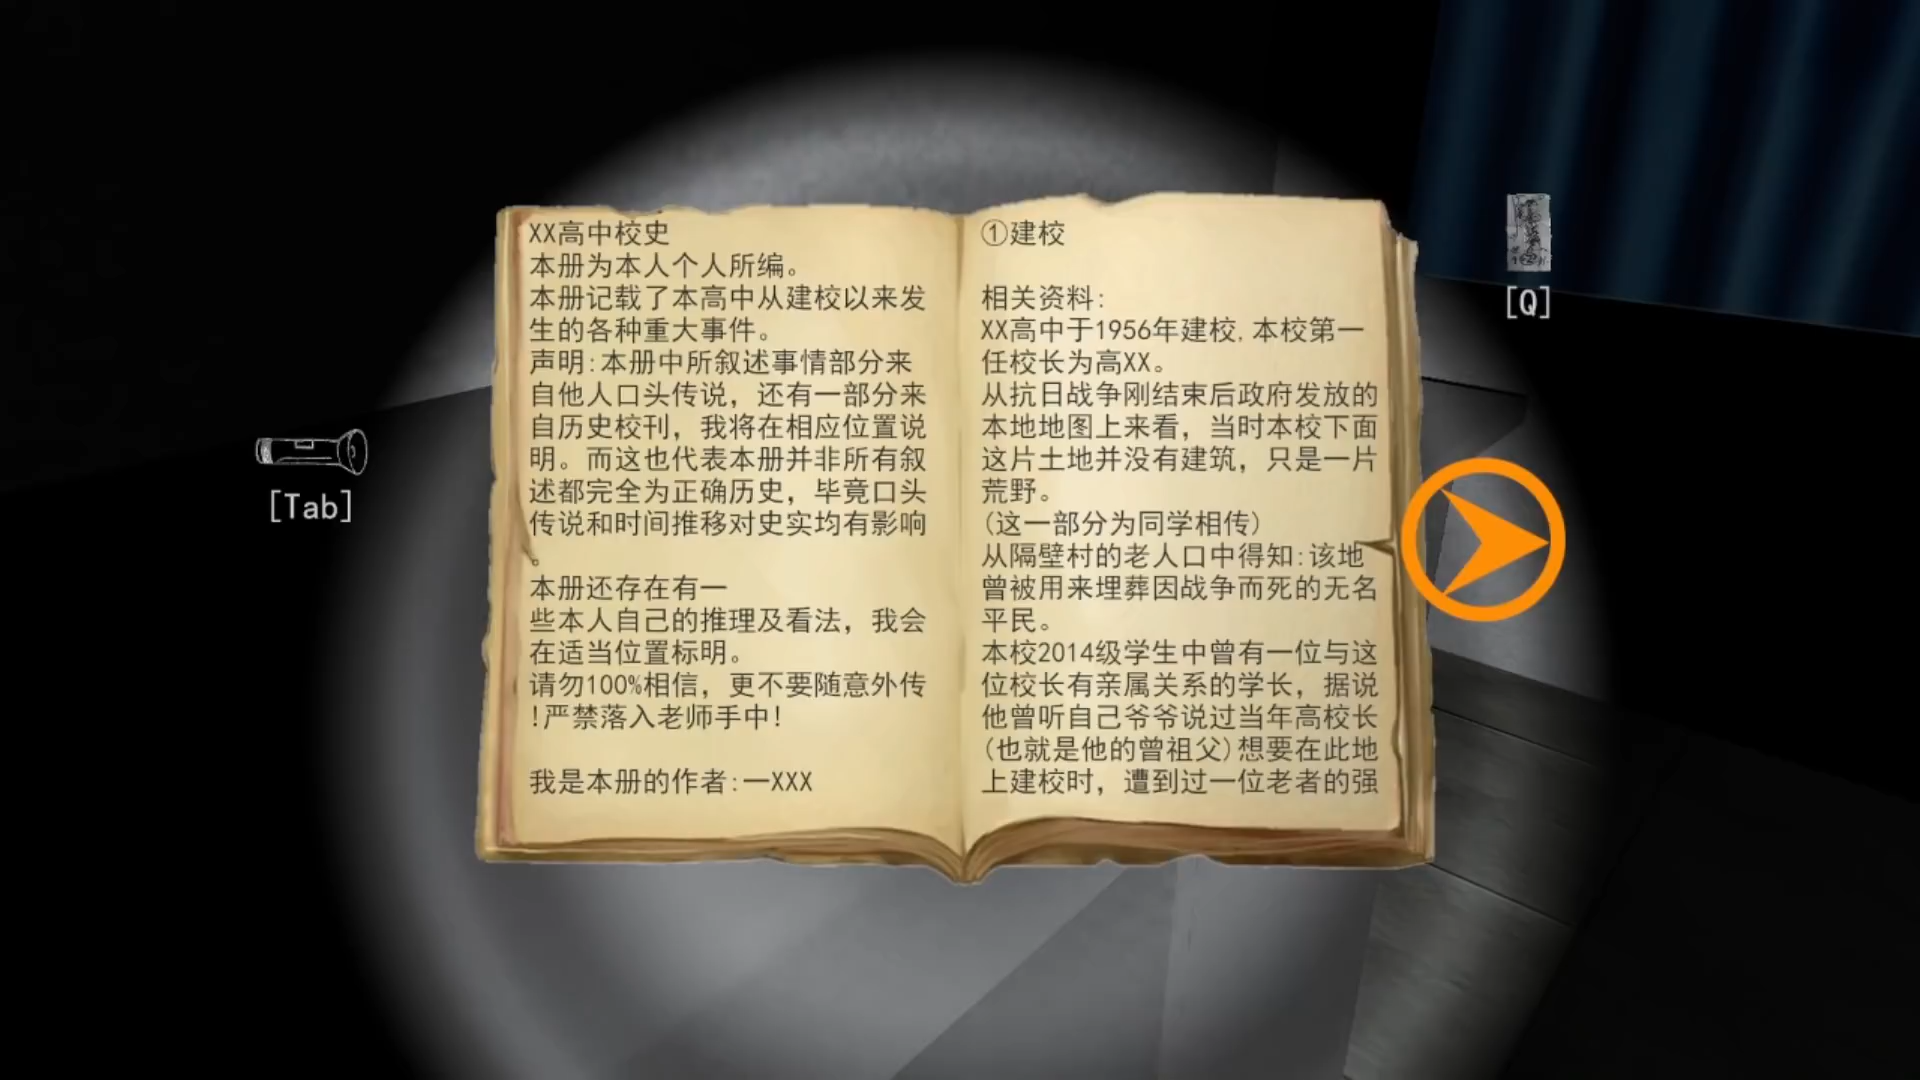 XX高中校史
本册为本人个人所编。
本册记载了本高中从建校以来发
生的各种重大事件。
声明:本册中所叙述事情部分来
自他人口头传说，还有一部分来
自历史校刊，我将在相应位置说
明。而这也代表本册并非所有叙
述都完全为正确历史，毕竟口头
传说和时间推移对史实均有影响
。
本册还存在有一
些本人自己的推理及看法，我会
在适当位置标明。
请勿100%相信，更不要随意外传
!严禁落入老师手中!
我是本册的作者:一XXX
①建校
相关资料:
XX高中于1956年建校,本校第一
任校长为高XX。
从抗日战争刚结束后政府发放的
本地地图上来看，当时本校下面
这片土地并没有建筑，只是一片
荒野。
(这一部分为同学相传)
从隔壁村的老人口中得知:该地
曾被用来埋葬因战争而死的无名
平民。
本校2014级学生中曾有一位与这
位校长有亲属关系的学长，据说
他曾听自己爷爷说过当年高校长
(也就是他的曾祖父)想要在此地
上建校时，遭到过一位老者的强
[Tab]
[Q]